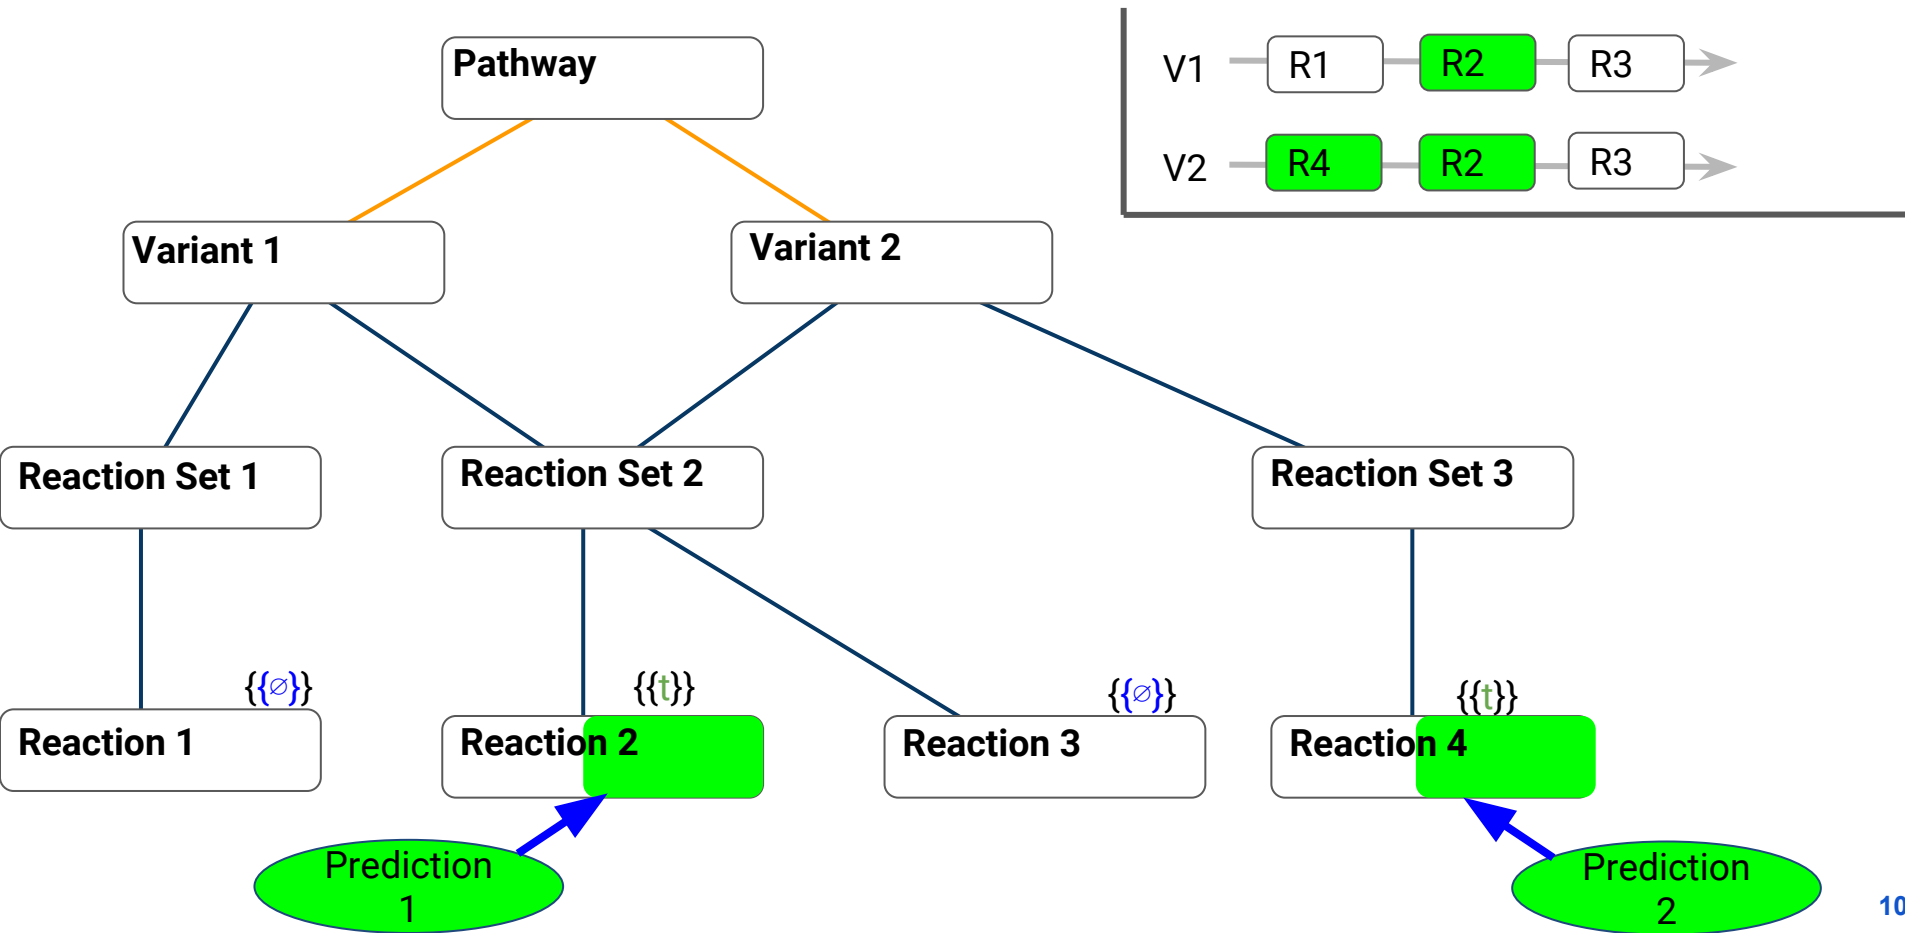 Pathway
V1 R1 R2 R3
V2 R4 R2 R3
Variant 1
Variant 2
Reaction Set 1
Reaction Set 2
Reaction Set 3
{{∅}}
{{t}}
{{∅}}
{{t}}
Reaction 1
Reaction 2
Reaction 3
Reaction 4
Prediction
1
Prediction
2
10